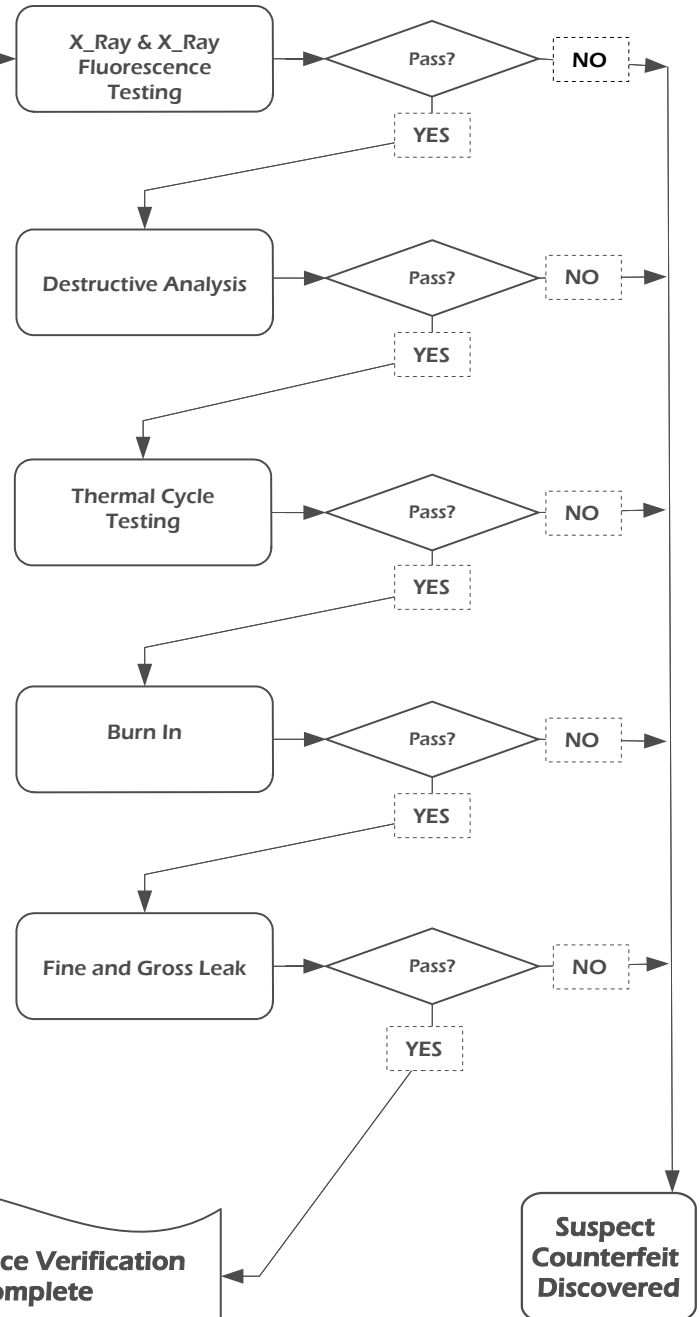 X_Ray & X_Ray
Fluorescence
Testing
Pass?
NO
YES
Destructive Analysis
Pass?
NO
YES
Thermal Cycle
Testing
Pass?
NO
YES
Burn In
Pass?
NO
YES
Fine and Gross Leak
Pass?
NO
YES
Verification
Suspect
Counterfeit
Discovered